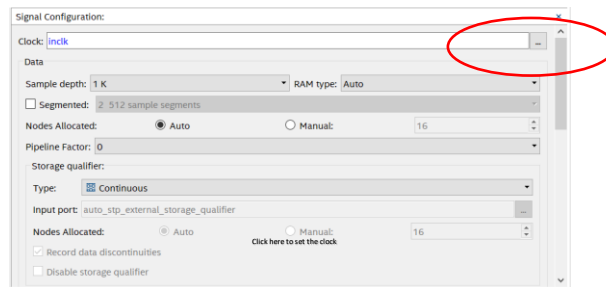 Signal Configuration: ×
Clock: inclk ...
Data
Sample depth: 1 K RAM type: Auto
Segmented: 2 512 sample segments
Nodes Allocated: Auto Manual: 16
Pipeline Factor: 0
Storage qualifier:
Type: Continuous
Input port: auto_stp_external_storage_qualifier ...
Nodes Allocated: Auto Manual: 16
Click here to set the clock
Record data discontinuities
Disable storage qualifier